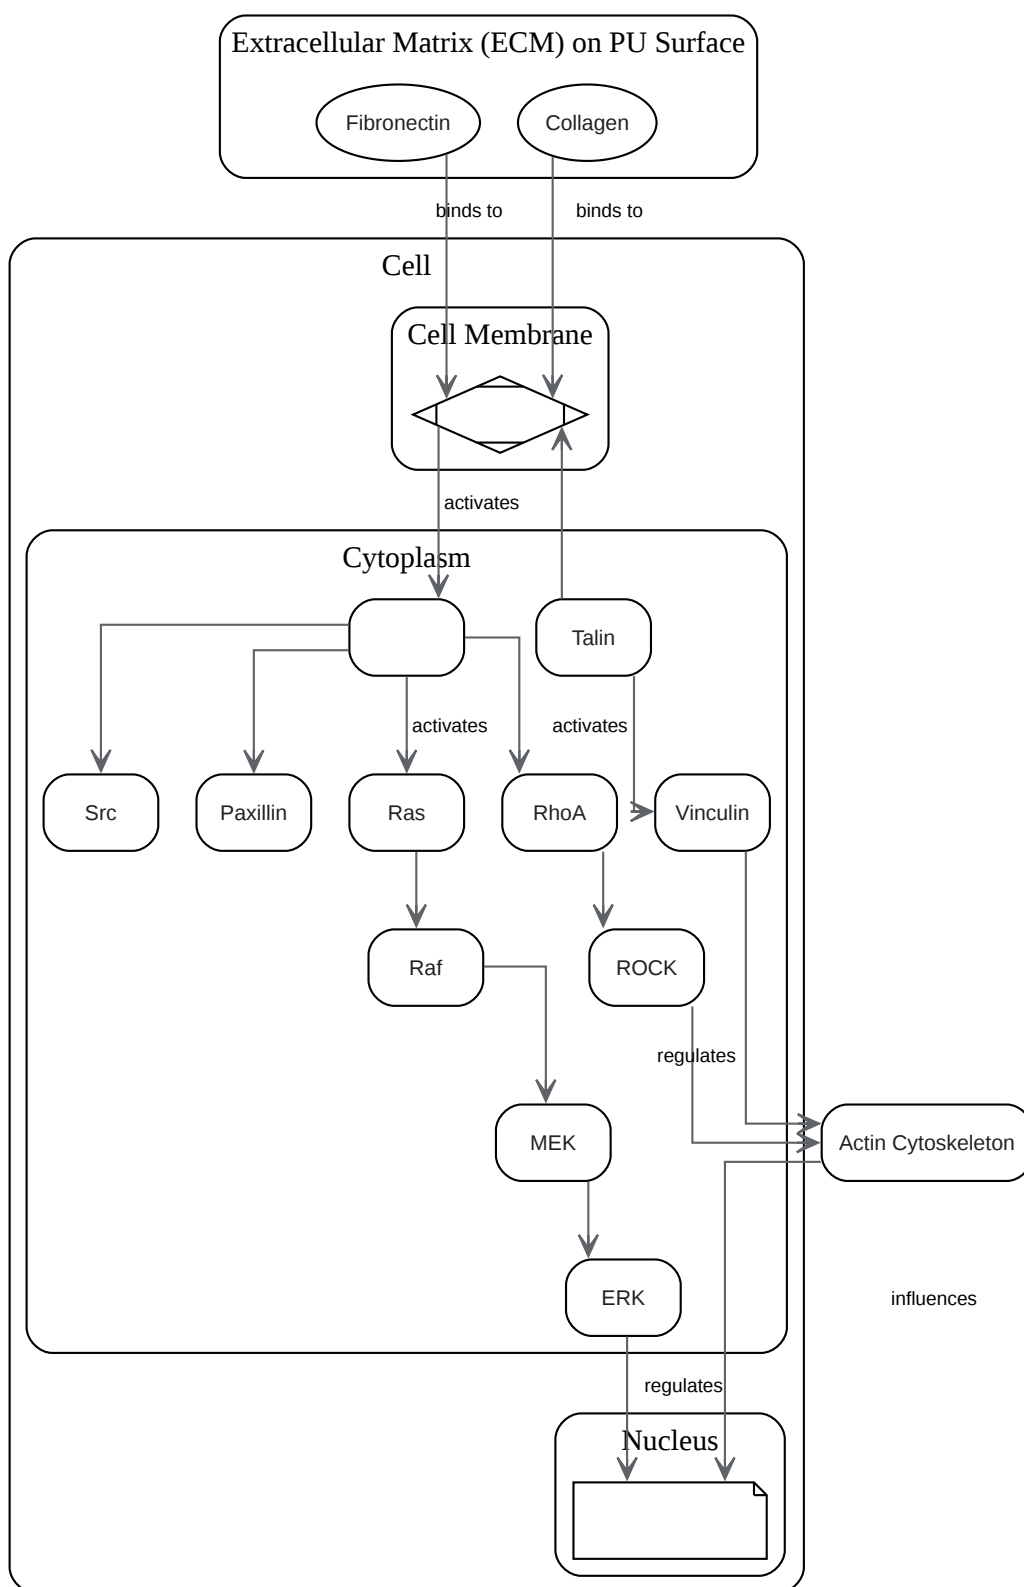 Extracellular Matrix (ECM) on PU Surface
Fibronectin
Collagen
binds to
binds to
Cell
Cell Membrane
activates
Cytoplasm
Talin
activates
activates
Src
Paxillin
Ras
RhoA
Vinculin
Raf
ROCK
regulates
MEK
Actin Cytoskeleton
ERK
influences
regulates
Nucleus